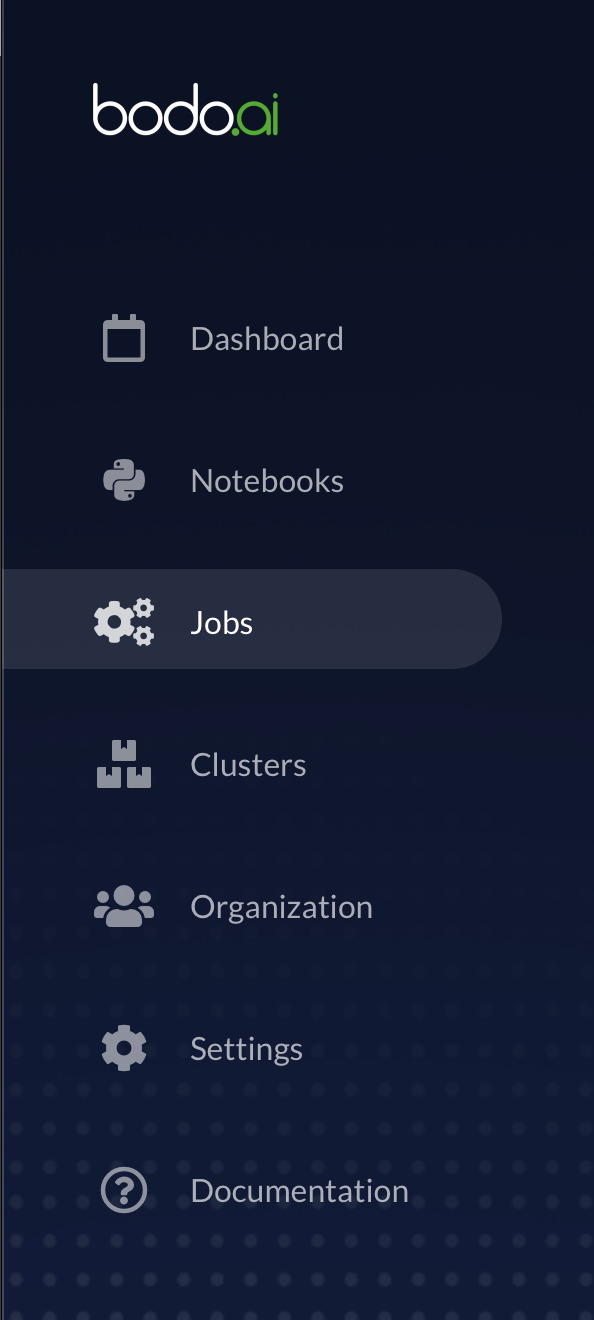 bodo.ai
Dashboard
Notebooks
Jobs
Clusters
Organization
Settings
Documentation